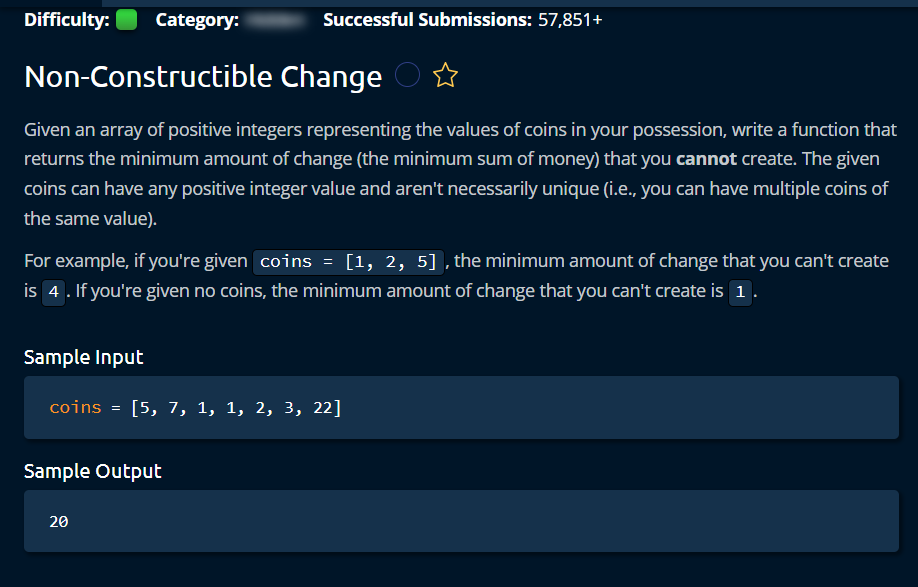 Difficulty: Category: Successful Submissions: 57,851+
Non-Constructible Change
Given an array of positive integers representing the values of coins in your possession, write a function that
returns the minimum amount of change (the minimum sum of money) that you cannot create. The given
coins can have any positive integer value and aren't necessarily unique (i.e., you can have multiple coins of
the same value).
For example, if you're given coins = [1, 2, 5], the minimum amount of change that you can't create
is 4. If you're given no coins, the minimum amount of change that you can't create is 1.
Sample Input
coins = [5, 7, 1, 1, 2, 3, 22]
Sample Output
20